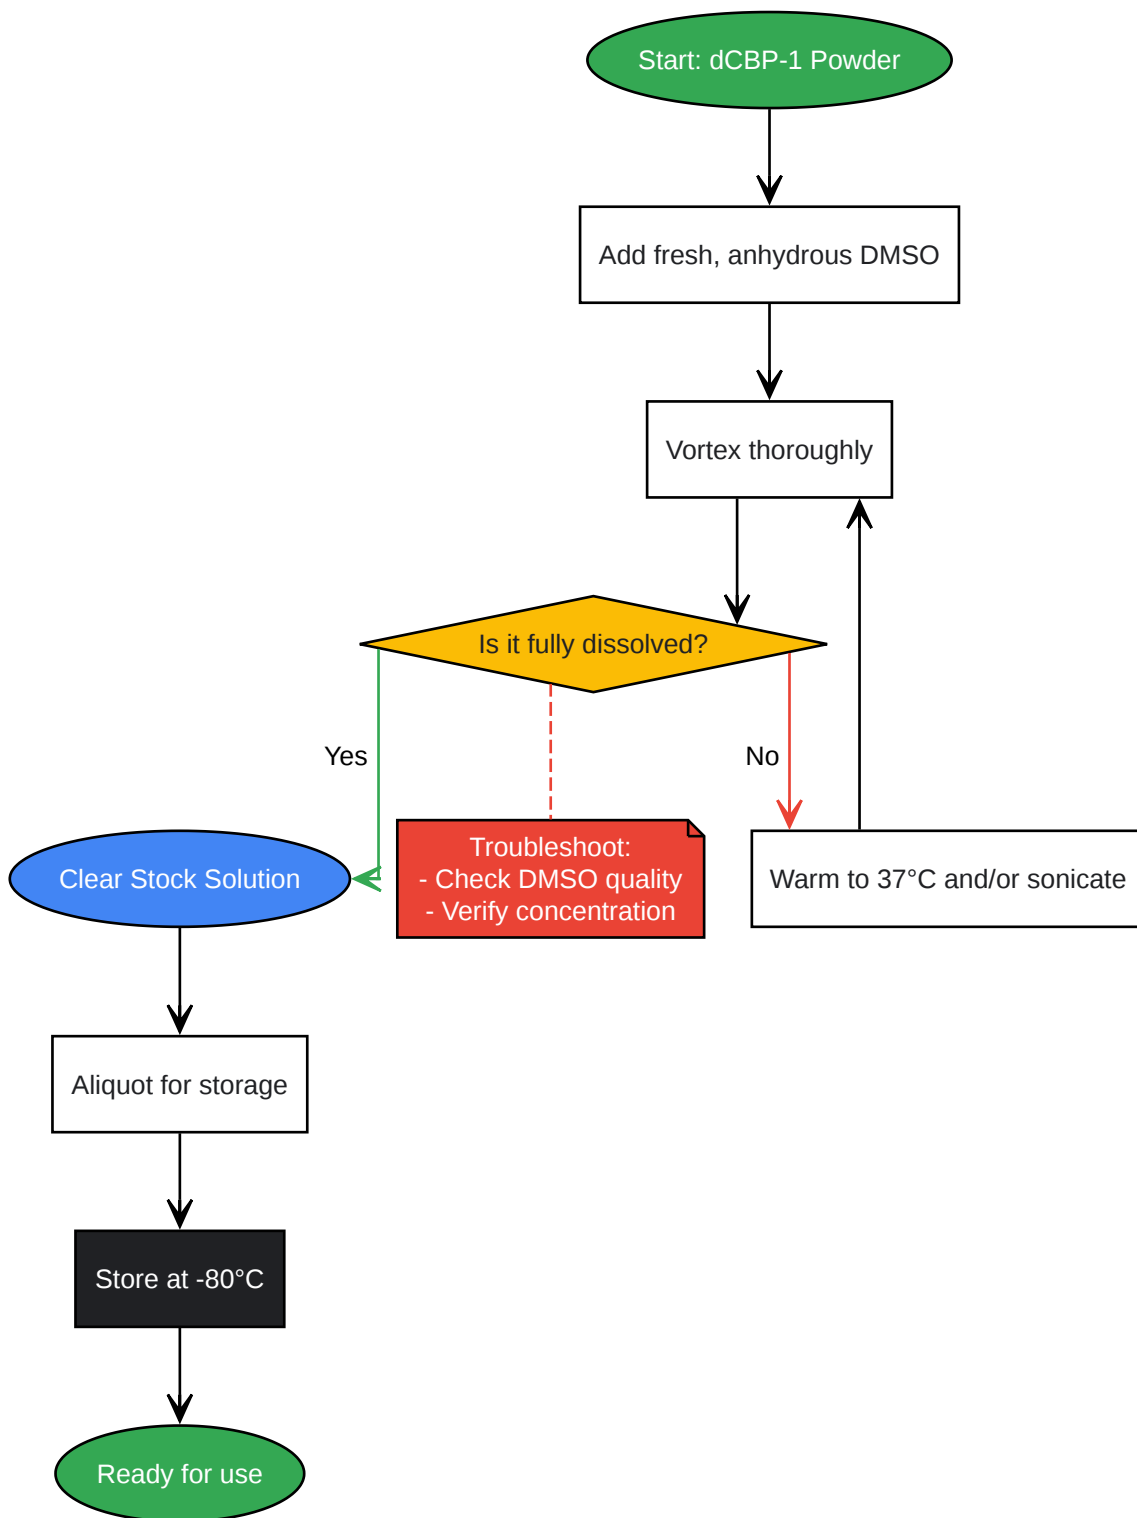 Start: dCBP-1 Powder
Add fresh, anhydrous DMSO
Vortex thoroughly
Is it fully dissolved?
Yes
No
Troubleshoot:
- Check DMSO quality
- Verify concentration
Clear Stock Solution
Warm to 37°C and/or sonicate
Aliquot for storage
Store at -80°C
Ready for use